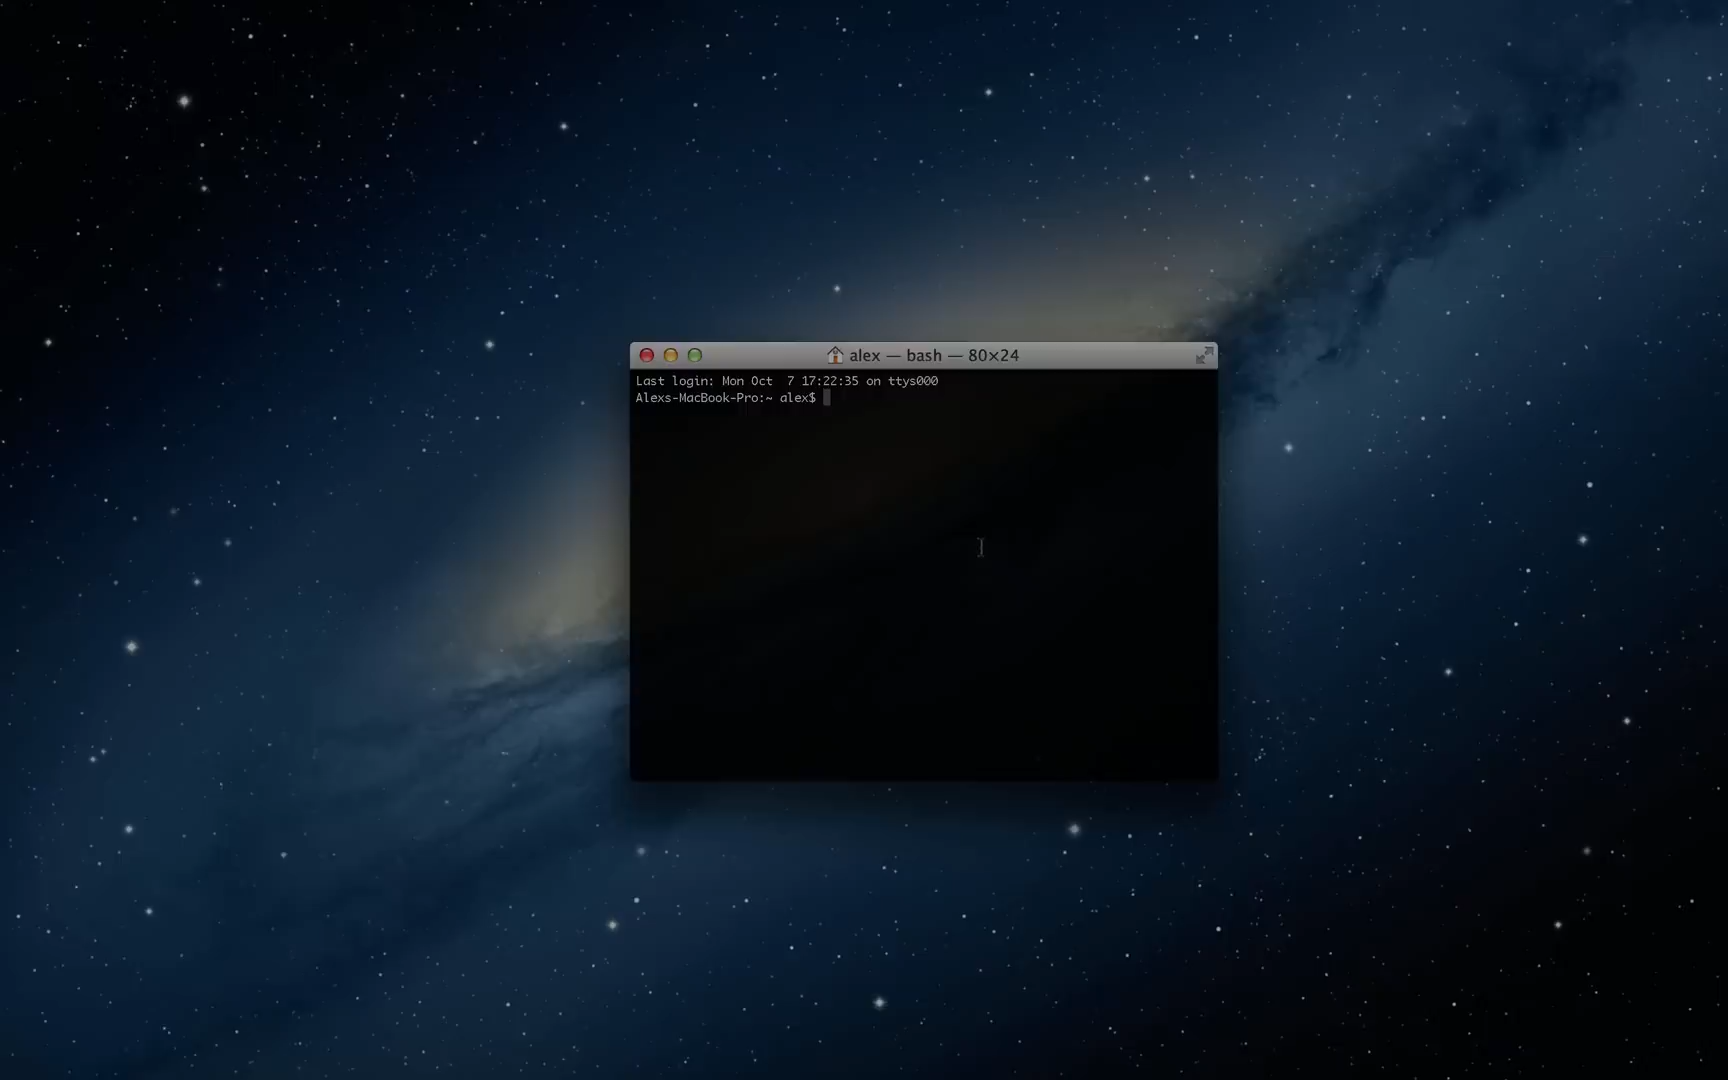 alex — bash — 80×24
Last login: Mon Oct  7 17:22:35 on ttys000
Alexs-MacBook-Pro:~ alex$